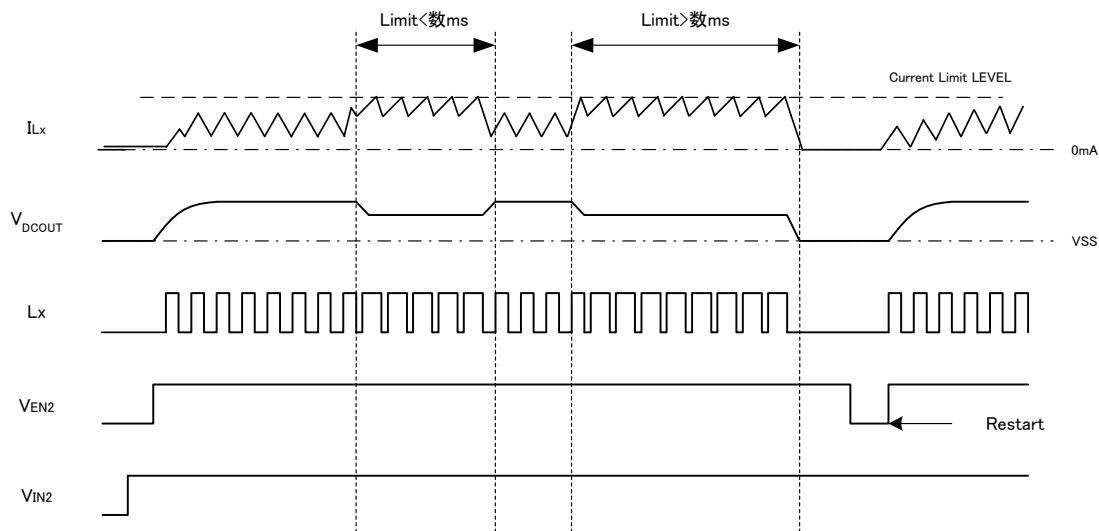 Limit<数ms
Limit>数ms
Current Limit LEVEL
ILx
0mA
VDCOUT
VSS
Lx
VEN2
Restart
VIN2